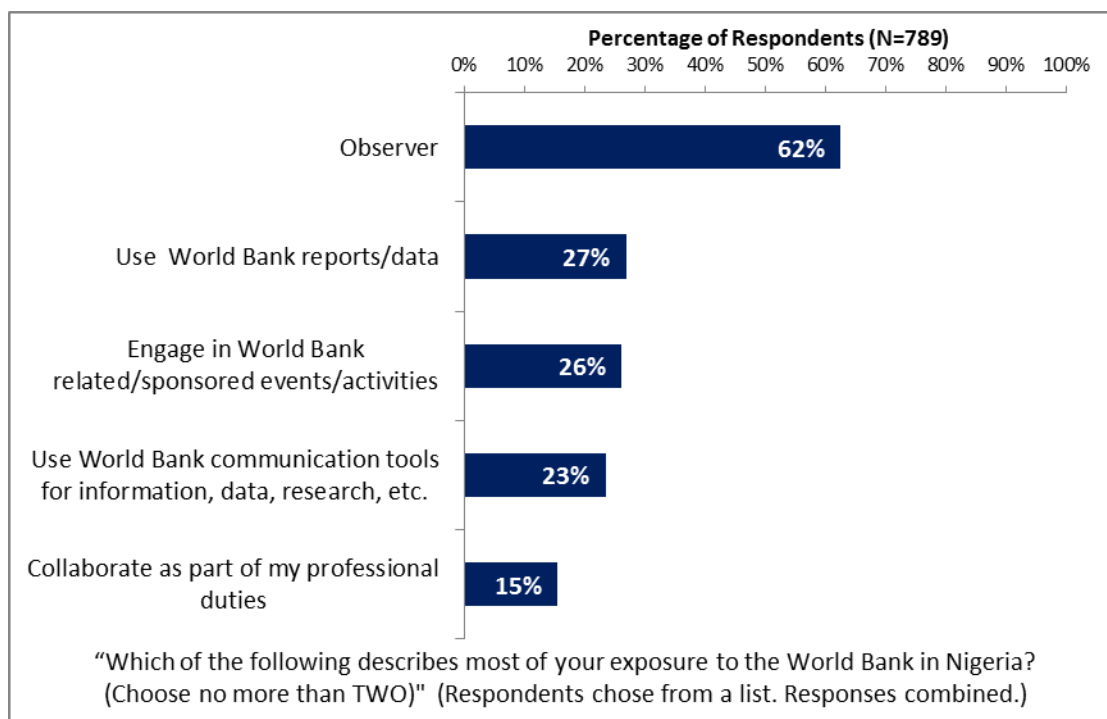 Percentage of Respondents (N=789)
0% 10% 20% 30% 40% 50% 60% 70% 80% 90% 100%
Observer
62%
Use  World Bank reports/data
27%
Engage in World Bank
related/sponsored events/activities
26%
Use World Bank communication tools
for information, data, research, etc.
23%
Collaborate as part of my professional
duties
15%
“Which of the following describes most of your exposure to the World Bank in Nigeria?
(Choose no more than TWO)"  (Respondents chose from a list. Responses combined.)